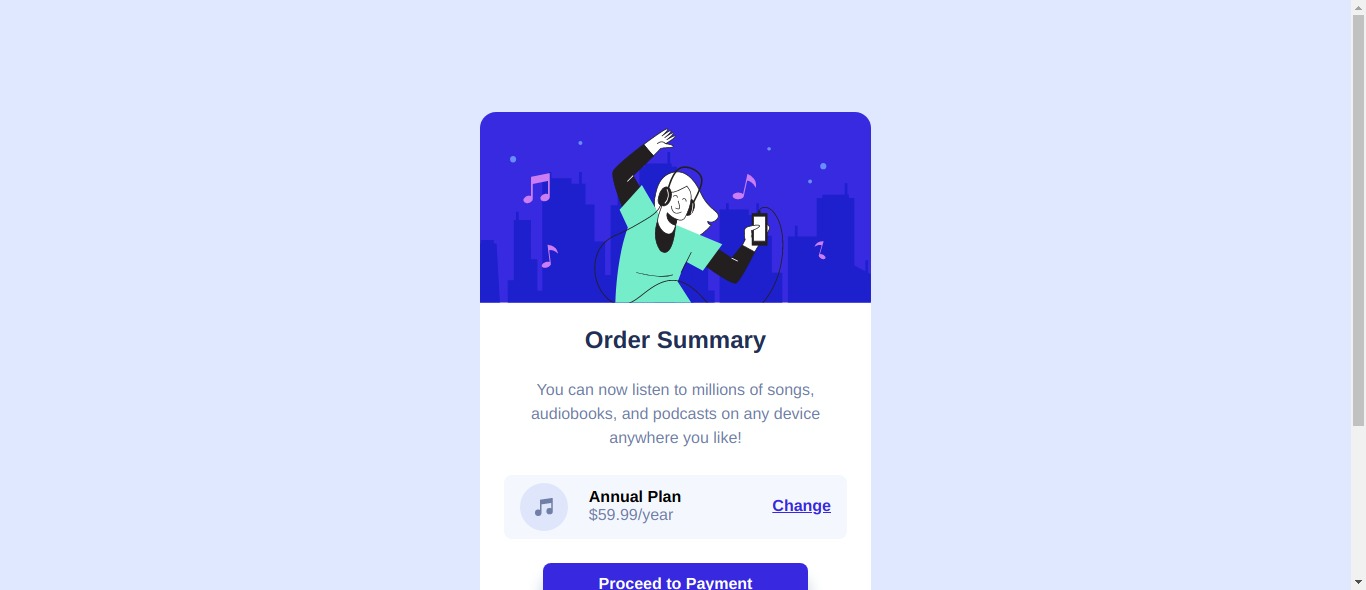 Order Summary
You can now listen to millions of songs,
audiobooks, and podcasts on any device
anywhere you like!
Annual Plan
$59.99/year
Change
Proceed to Payment